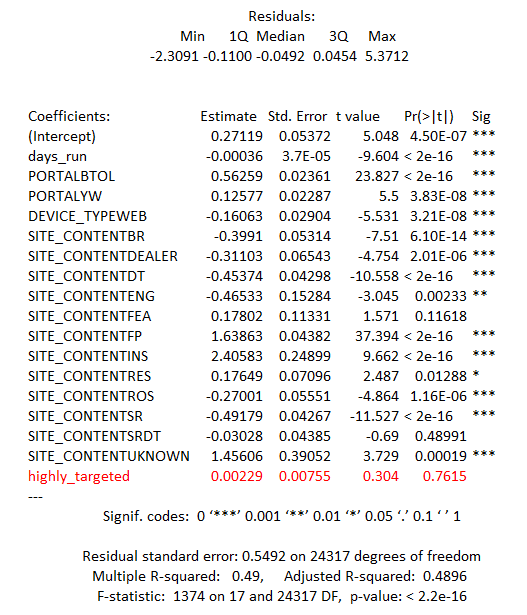 Residuals:
Min 1Q Median 3Q Max
-2.3091 -0.1100 -0.0492 0.0454 5.3712
Coefficients: Estimate Std. Error t value Pr(>|t|) Sig
(Intercept) 0.27119 0.05372 5.048 4.50E-07 ***
days_run -0.00036 3.7E-05 -9.604 < 2e-16 ***
PORTALBTOL 0.56259 0.02361 23.827 < 2e-16 ***
PORTALYW 0.12577 0.02287 5.5 3.83E-08 ***
DEVICE_TYPEWEB -0.16063 0.02904 -5.531 3.21E-08 ***
SITE_CONTENTBR -0.3991 0.05314 -7.51 6.10E-14 ***
SITE_CONTENTDEALER -0.31103 0.06543 -4.754 2.01E-06 ***
SITE_CONTENTDT -0.45374 0.04298 -10.558 < 2e-16 ***
SITE_CONTENTENG -0.46533 0.15284 -3.045 0.00233 **
SITE_CONTENTFEA 0.17802 0.11331 1.571 0.11618
SITE_CONTENTFP 1.63863 0.04382 37.394 < 2e-16 ***
SITE_CONTENTINS 2.40583 0.24899 9.662 < 2e-16 ***
SITE_CONTENTRES 0.17649 0.07096 2.487 0.01288 *
SITE_CONTENTROS -0.27001 0.05551 -4.864 1.16E-06 ***
SITE_CONTENTSR -0.49179 0.04267 -11.527 < 2e-16 ***
SITE_CONTENTSRDT -0.03028 0.04385 -0.69 0.48991
SITE_CONTENTUKNOWN 1.45606 0.39052 3.729 0.00019 ***
highly_targeted 0.00229 0.00755 0.304 0.7615
---
Signif. codes: 0 ‘***’ 0.001 ‘**’ 0.01 ‘*’ 0.05 ‘.’ 0.1 ‘ ’ 1
Residual standard error: 0.5492 on 24317 degrees of freedom
Multiple R-squared: 0.49, Adjusted R-squared: 0.4896
F-statistic: 1374 on 17 and 24317 DF, p-value: < 2.2e-16